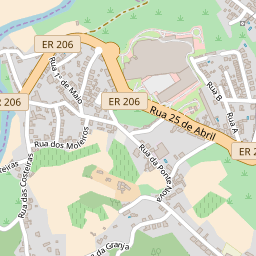 ER 206
Rua 1º de Maio
Rua B
ER 206
ER 206
Rua 25 de Abril
Rua A
Rua dos Moleiros
ER 2
Rua da Ponte Nova
eiras
Rua das Costeiras
da Granja